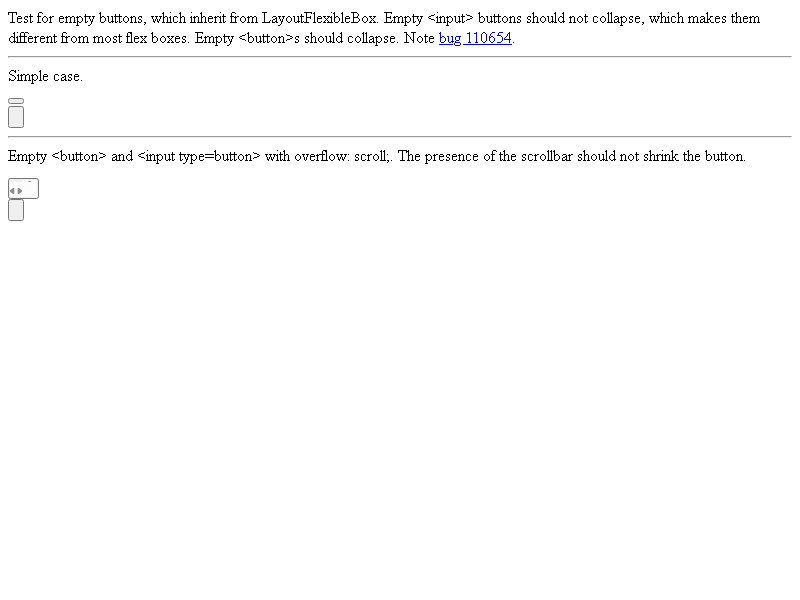 Test for empty buttons, which inherit from LayoutFlexibleBox. Empty <input> buttons should not collapse, which makes them
different from most flex boxes. Empty <button>s should collapse. Note bug 110654.
Simple case.
Empty <button> and <input type=button> with overflow: scroll;. The presence of the scrollbar should not shrink the button.